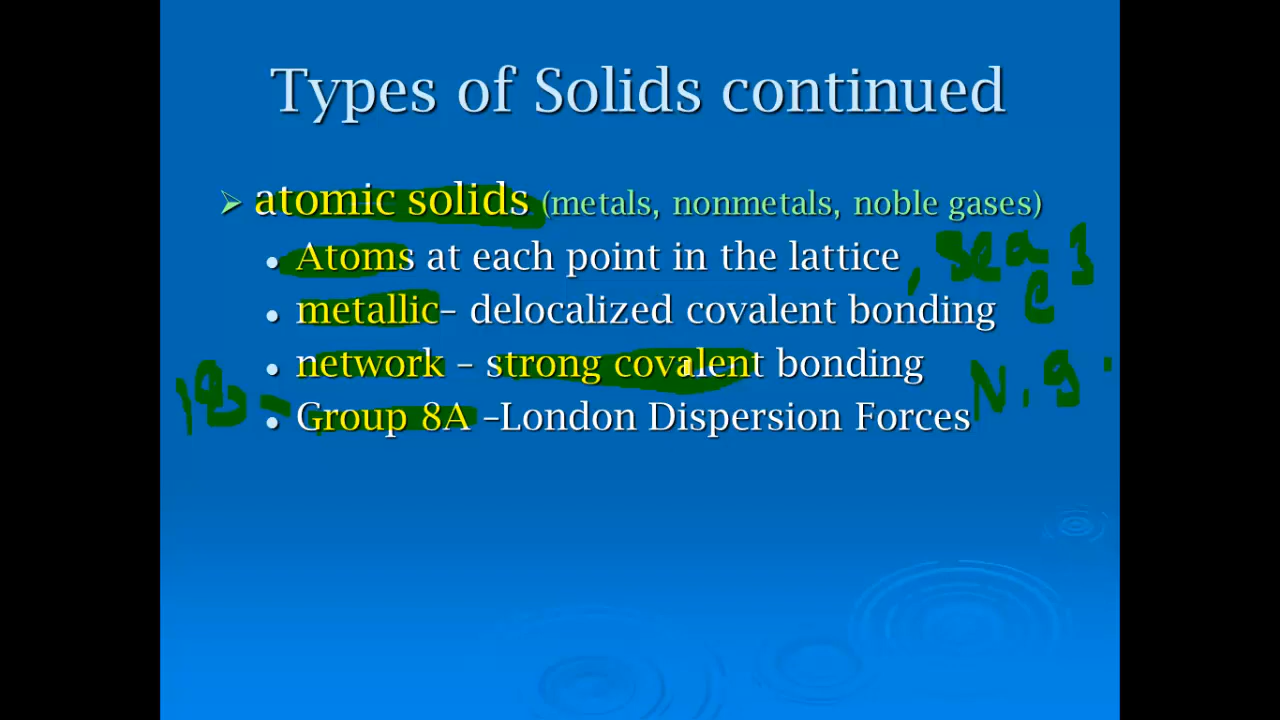 Types of Solids continued
atomic solids (metals, nonmetals, noble gases)
Atoms at each point in the lattice , sea
metallic– delocalized covalent bonding
network – strong covalent bonding
Group 8A –London Dispersion Forces N.g.